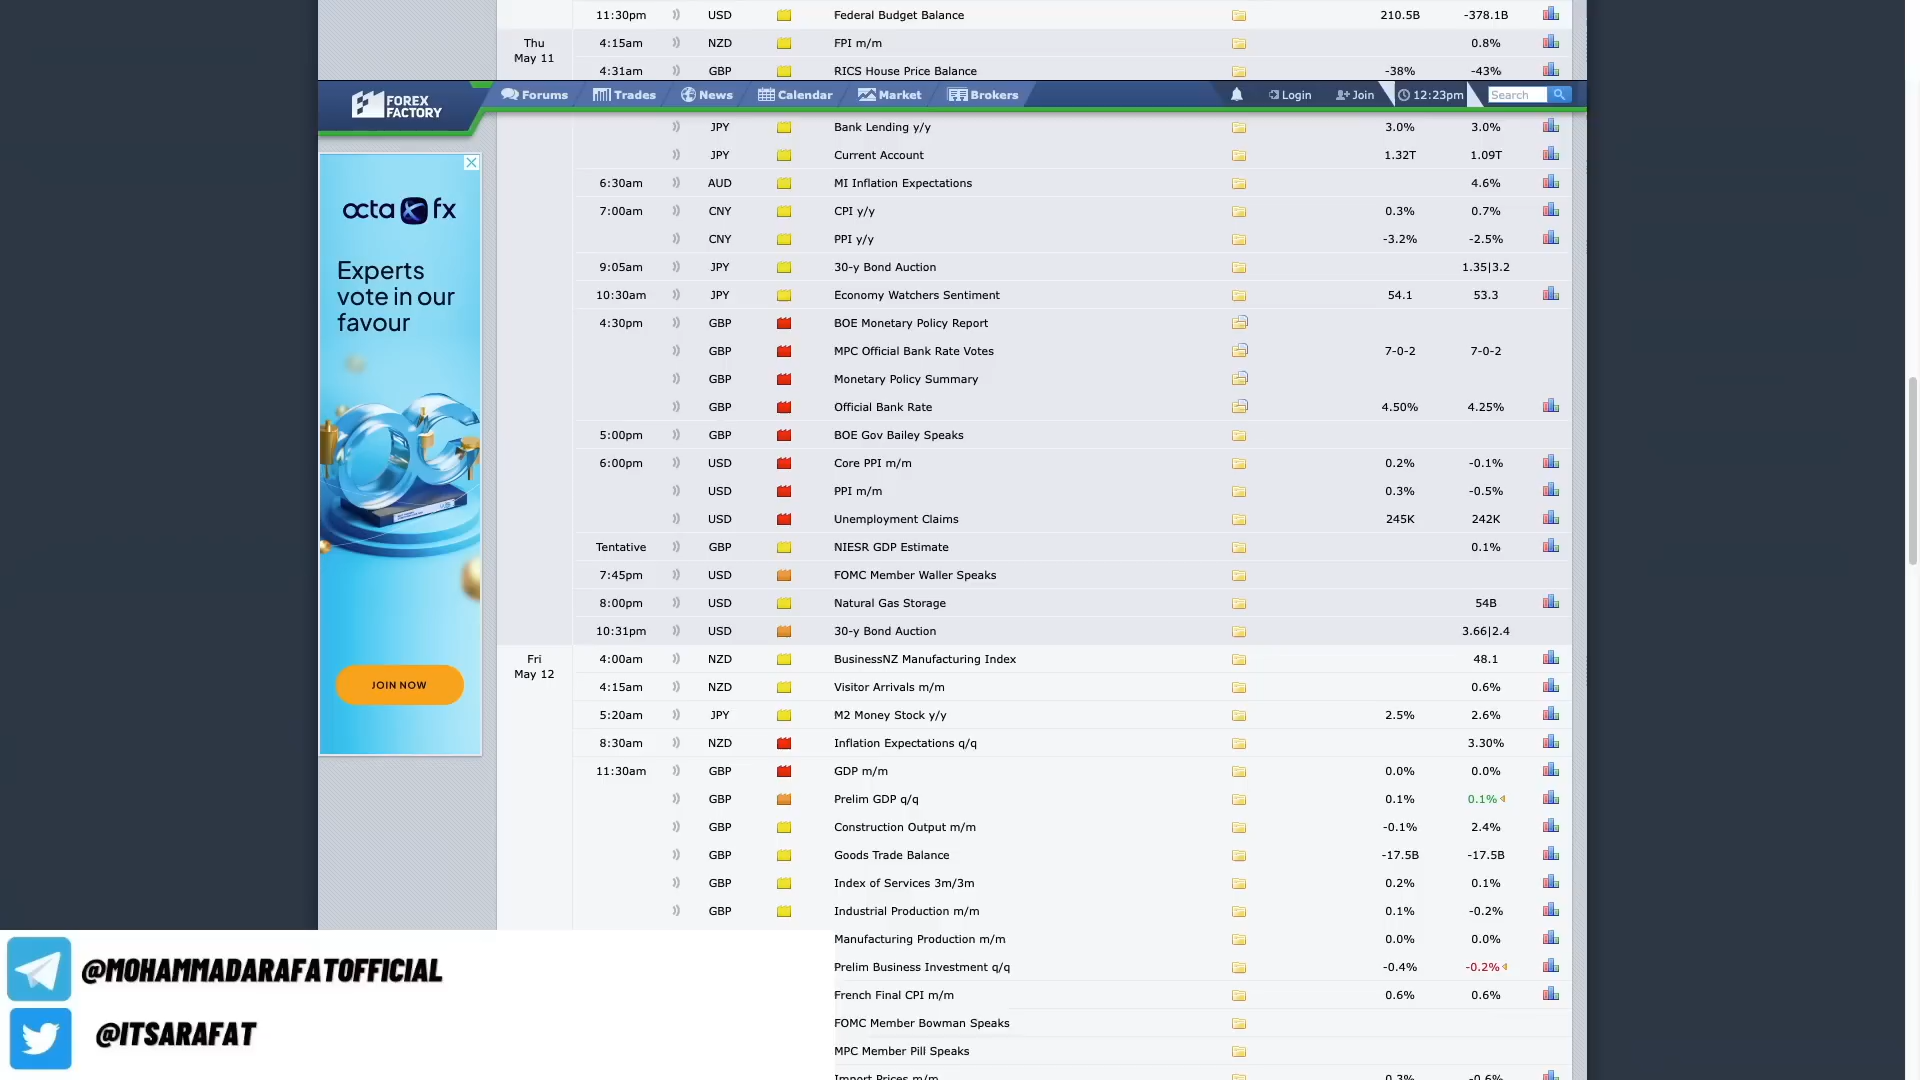 11:30pm USD Federal Budget Balance 210.5B -378.1B
Thu 4:15am NZD FPI m/m 0.8%
May 11
4:31am GBP RICS House Price Balance -38% -43%
FOREX FACTORY Forums Trades News Calendar Market Brokers Login Join 12:23pm Search
JPY Bank Lending y/y 3.0% 3.0%
JPY Current Account 1.32T 1.09T
6:30am AUD MI Inflation Expectations 4.6%
7:00am CNY CPI y/y 0.3% 0.7%
CNY PPI y/y -3.2% -2.5%
9:05am JPY 30-y Bond Auction 1.35|3.2
10:30am JPY Economy Watchers Sentiment 54.1 53.3
4:30pm GBP BOE Monetary Policy Report
GBP MPC Official Bank Rate Votes 7-0-2 7-0-2
GBP Monetary Policy Summary
GBP Official Bank Rate 4.50% 4.25%
5:00pm GBP BOE Gov Bailey Speaks
6:00pm USD Core PPI m/m 0.2% -0.1%
USD PPI m/m 0.3% -0.5%
USD Unemployment Claims 245K 242K
Tentative GBP NIESR GDP Estimate 0.1%
7:45pm USD FOMC Member Waller Speaks
8:00pm USD Natural Gas Storage 54B
10:31pm USD 30-y Bond Auction 3.66|2.4
Fri 4:00am NZD BusinessNZ Manufacturing Index 48.1
May 12
4:15am NZD Visitor Arrivals m/m 0.6%
5:20am JPY M2 Money Stock y/y 2.5% 2.6%
8:30am NZD Inflation Expectations q/q 3.30%
11:30am GBP GDP m/m 0.0% 0.0%
GBP Prelim GDP q/q 0.1% 0.1%
GBP Construction Output m/m -0.1% 2.4%
GBP Goods Trade Balance -17.5B -17.5B
GBP Index of Services 3m/3m 0.2% 0.1%
GBP Industrial Production m/m 0.1% -0.2%
Manufacturing Production m/m 0.0% 0.0%
Prelim Business Investment q/q -0.4% -0.2%
French Final CPI m/m 0.6% 0.6%
FOMC Member Bowman Speaks
MPC Member Pill Speaks
Import Prices m/m 0.3% -0.6%
octa fx
Experts
vote in our
favour
OG
JOIN NOW
@MOHAMMADARAFATOFFICIAL
@ITSARAFAT